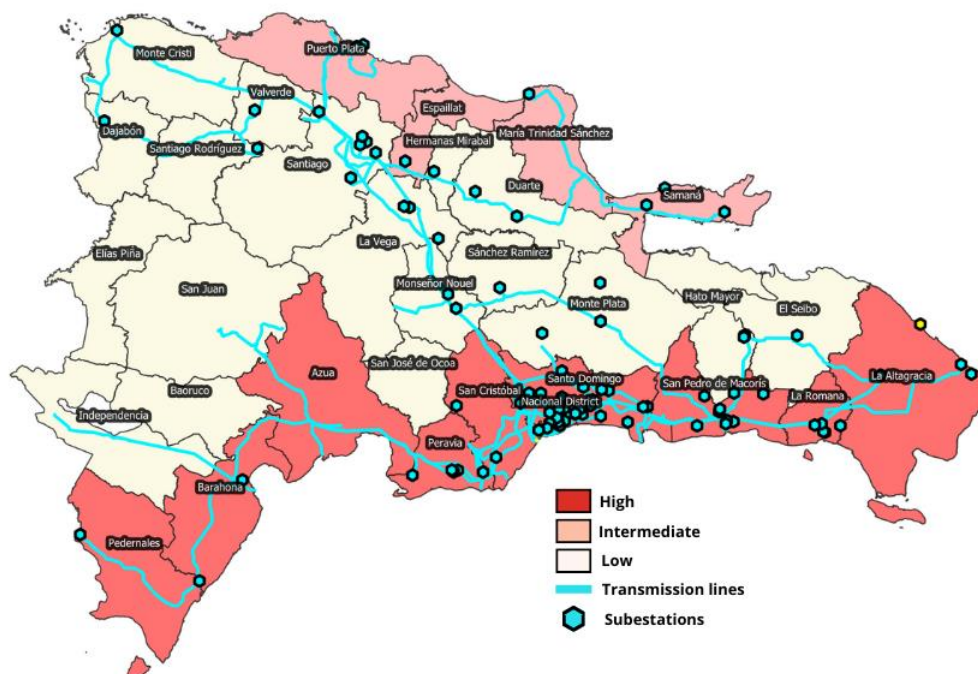 Puerto Plata
Monte Cristi
Valverde
Espaillat
Dajabón
María Trinidad Sánchez
Hermanas Mirabal
Santiago Rodríguez
Santiago
Duarte
Samaná
La Vega
Elías Piña
Sánchez Ramírez
San Juan
Monseñor Nouel
Hato Mayor
Monte Plata
El Seibo
San José de Ocoa
Azua
Santo Domingo
La Altagracia
Baoruco
San Cristóbal
San Pedro de Macorís
La Romana
Independencia
Nacional District
Peravia
Barahona
Pedernales
High
Intermediate
Low
Transmission lines
Subestations